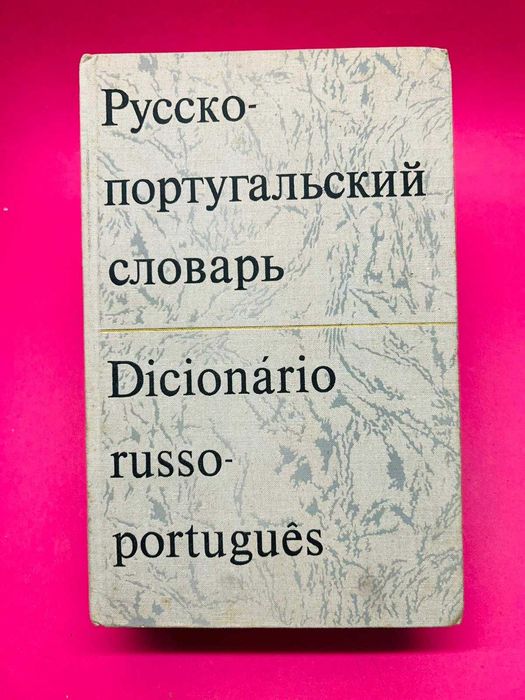 Русско-
португальский
словарь
Dicionário
russo-
português